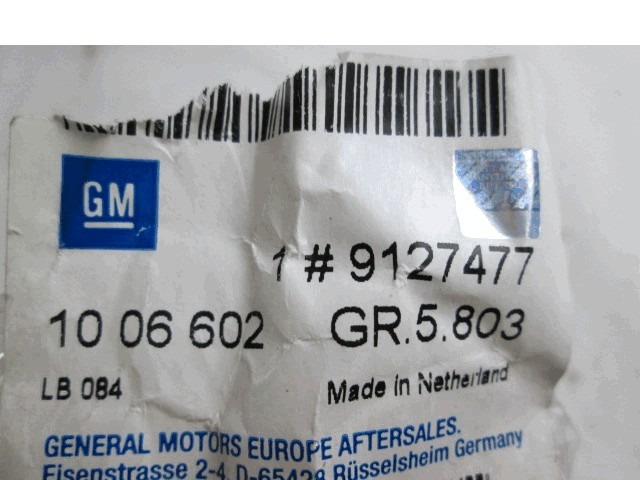 GM
1 # 9127477
10 06 602 GR.5.803
LB 084 Made in Netherland
GENERAL MOTORS EUROPE AFTERSALES.
Eisenstrasse 2-4, D-65428 Rüsselsheim Germany